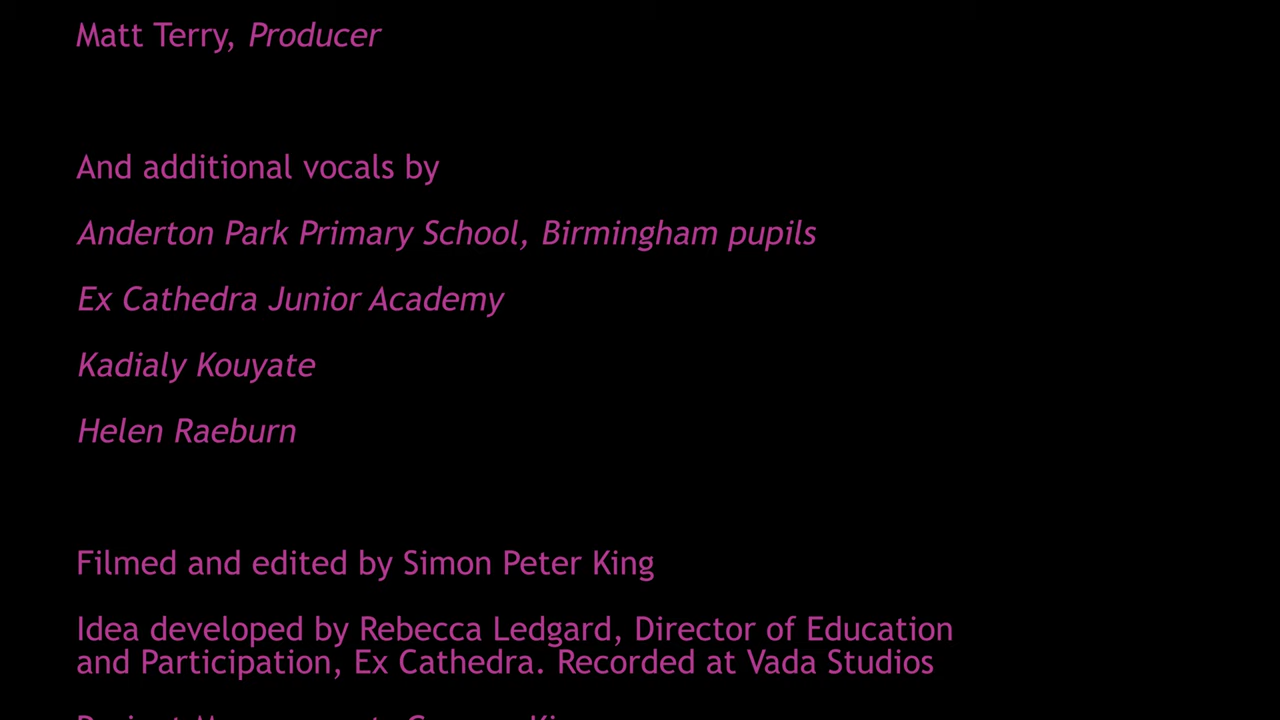 Matt Terry, Producer
And additional vocals by
Anderton Park Primary School, Birmingham pupils
Ex Cathedra Junior Academy
Kadialy Kouyate
Helen Raeburn
Filmed and edited by Simon Peter King
Idea developed by Rebecca Ledgard, Director of Education
and Participation, Ex Cathedra. Recorded at Vada Studios